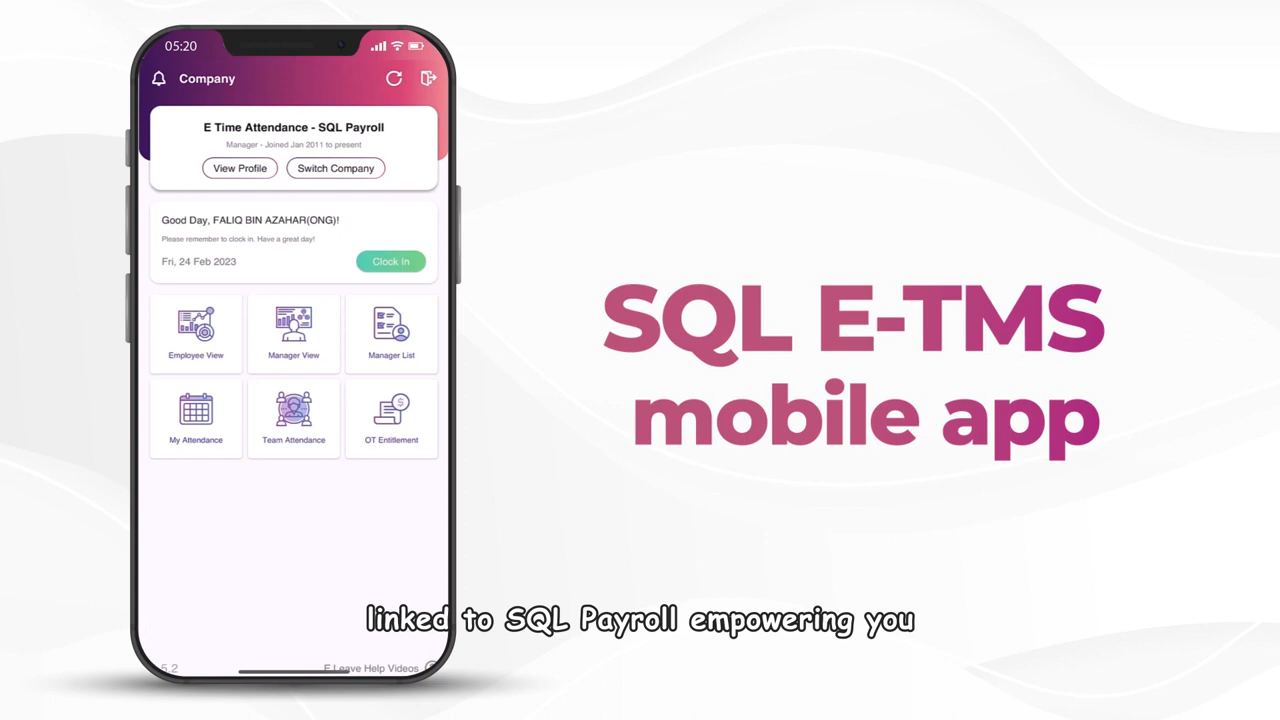 05:20
Company
E Time Attendance - SQL Payroll
Manager - Joined Jan 2011 to present
View Profile
Switch Company
Good Day, FALIQ BIN AZAHAR(ONG)!
Please remember to clock in. Have a great day!
Fri, 24 Feb 2023
Clock In
Employee View
Manager View
Manager List
My Attendance
Team Attendance
OT Entitlement
5.2
E Leave Help Videos
SQL E-TMS
mobile app
linked to SQL Payroll empowering you